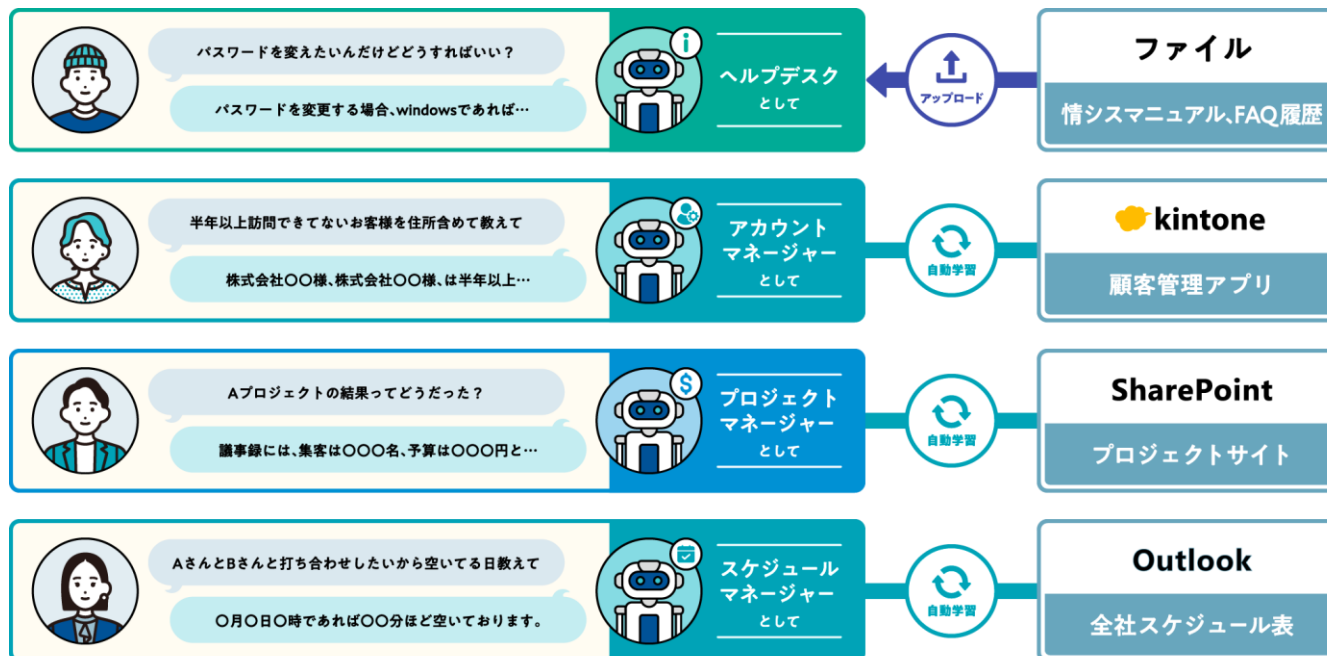 パスワードを変えたいんだけどどうすればいい？
パスワードを変更する場合、windowsであれば…
i
ヘルプデスク
として
アップロード
ファイル
情シスマニュアル、FAQ履歴
半年以上訪問できてないお客様を住所含めて教えて
株式会社〇〇様、株式会社〇〇様、は半年以上…
アカウント
マネージャー
として
自動学習
kintone
顧客管理アプリ
Aプロジェクトの結果ってどうだった？
議事録には、集客は〇〇〇名、予算は〇〇〇円と…
$
プロジェクト
マネージャー
として
自動学習
SharePoint
プロジェクトサイト
AさんとBさんと打ち合わせしたいから空いてる日教えて
〇月〇日〇時であれば〇〇分ほど空いております。
スケジュール
マネージャー
として
自動学習
Outlook
全社スケジュール表